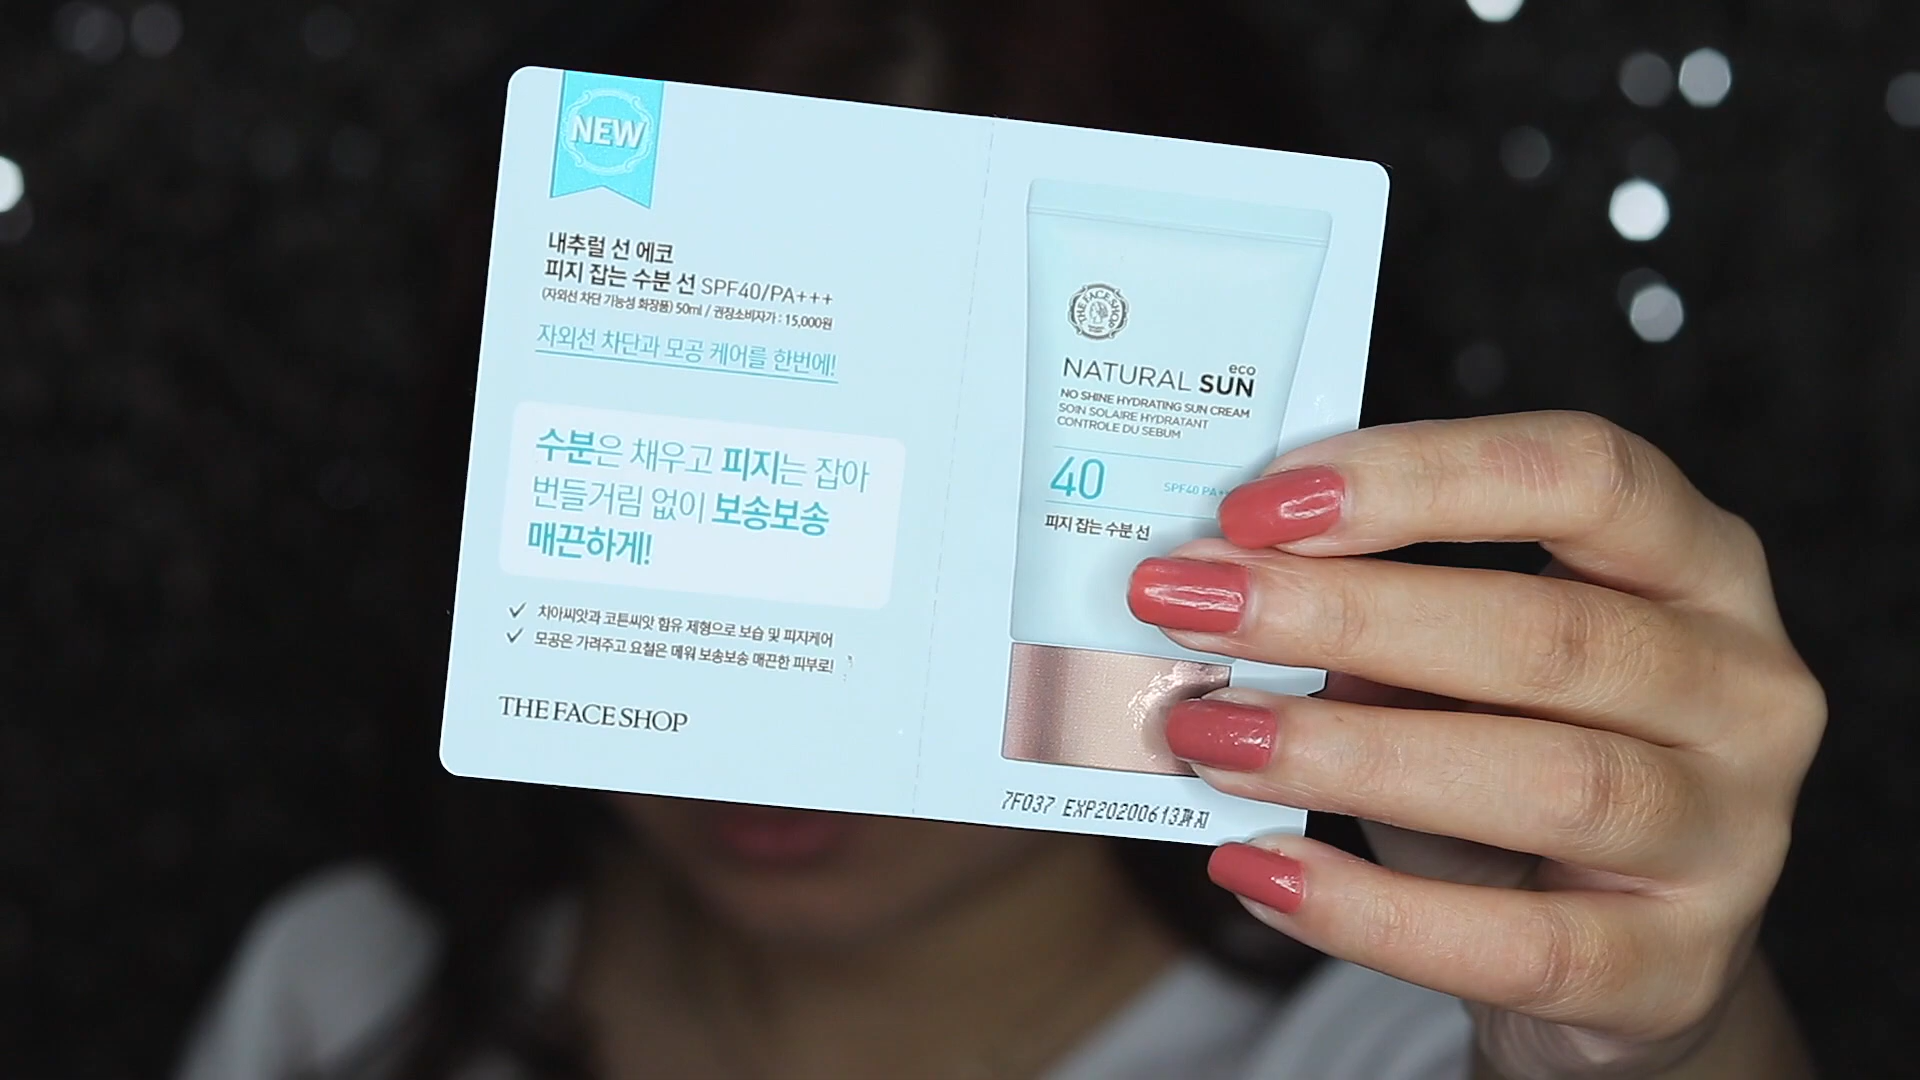 NEW
내추럴 선 에코
피지 잡는 수분 선 SPF40/PA+++
(자외선 차단 기능성 화장품) 50ml / 권장소비자가 : 15,000원
자외선 차단과 모공 케어를 한번에!
수분은 채우고 피지는 잡아
번들거림 없이 보송보송
매끈하게!
치아씨앗과 코튼씨앗 함유 제형으로 보습 및 피지케어
모공은 가려주고 요철은 메워 보송보송 매끈한 피부로!
THE FACE SHOP
THE FACE SHOP
eco
NATURAL SUN
NO SHINE HYDRATING SUN CREAM
SOIN SOLAIRE HYDRATANT
CONTROLE DU SEBUM
40
SPF40 PA+
피지 잡는 수분 선
7F037 EXP20200613까지